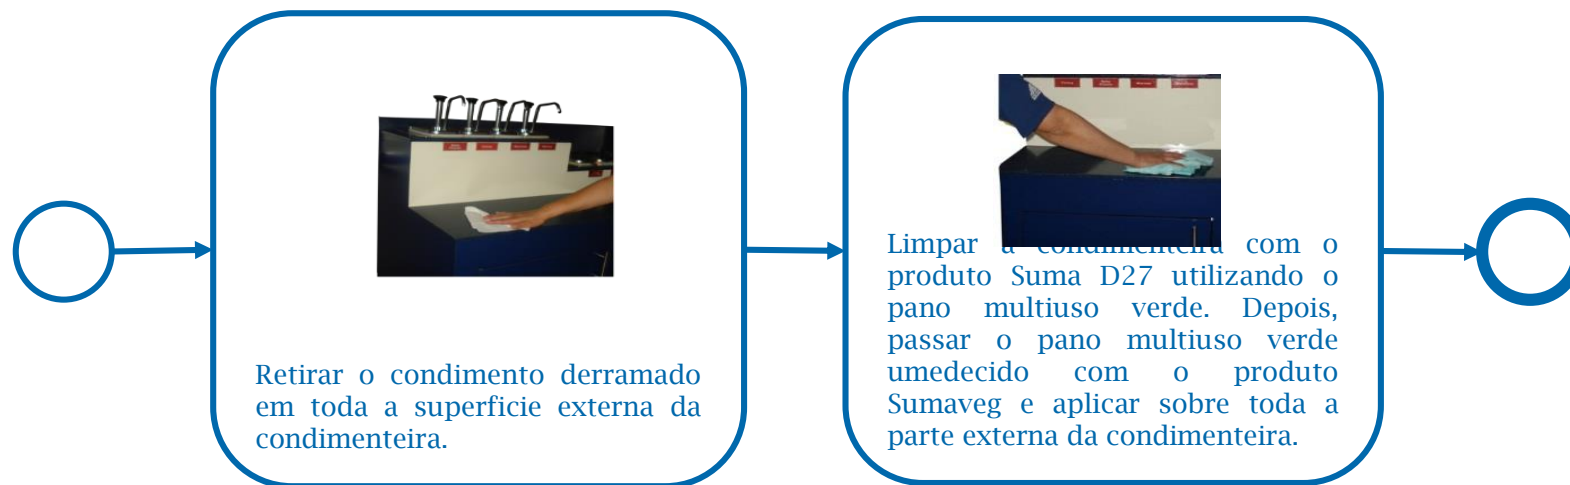 Retirar o condimento derramado
em toda a superficie externa da
condimenteira.
Limpar a condimenteira com o
produto Suma D27 utilizando o
pano multiuso verde. Depois,
passar o pano multiuso verde
umedecido com o produto
Sumaveg e aplicar sobre toda a
parte externa da condimenteira.